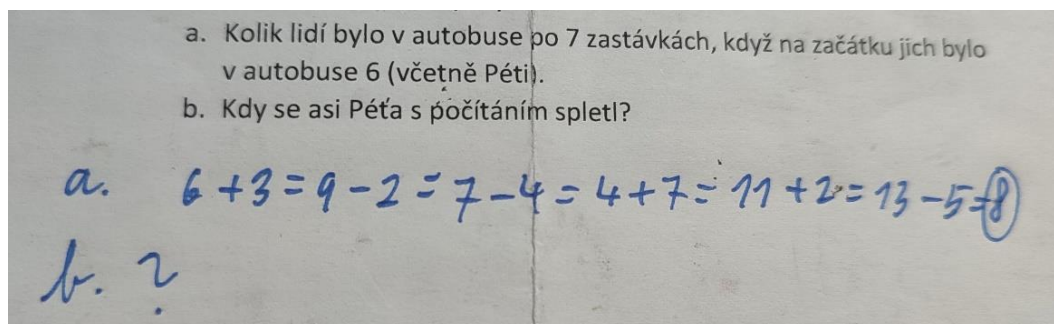 a. Kolik lidí bylo v autobuse po 7 zastávkách, když na začátku jich bylo
v autobuse 6 (včetně Péti).
b. Kdy se asi Péťa s počítáním spletl?
a. 6 + 3 = 9 - 2 = 7 - 4 = 4 + 7 = 11 + 2 = 13 - 5 = 8
b. ?